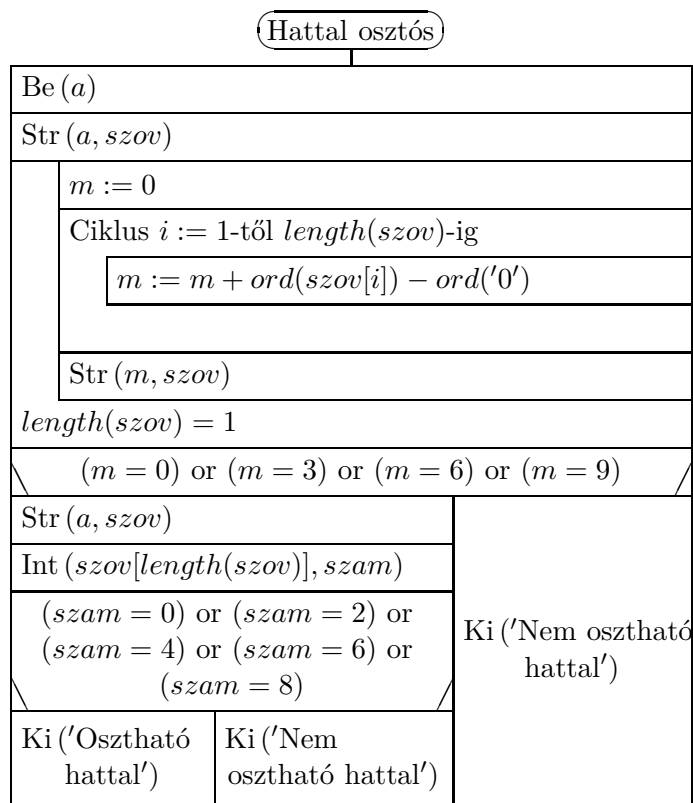 Hattal osztós
Be (a)
Str (a, szov)
m := 0
Ciklus i := 1-től length(szov)-ig
m := m + ord(szov[i]) − ord('0')
Str (m, szov)
length(szov) = 1
(m = 0) or (m = 3) or (m = 6) or (m = 9)
Str (a, szov)
Int (szov[length(szov)], szam)
(szam = 0) or (szam = 2) or
(szam = 4) or (szam = 6) or
(szam = 8)
Ki ('Osztható
hattal')
Ki ('Nem
osztható hattal')
Ki ('Nem osztható
hattal')